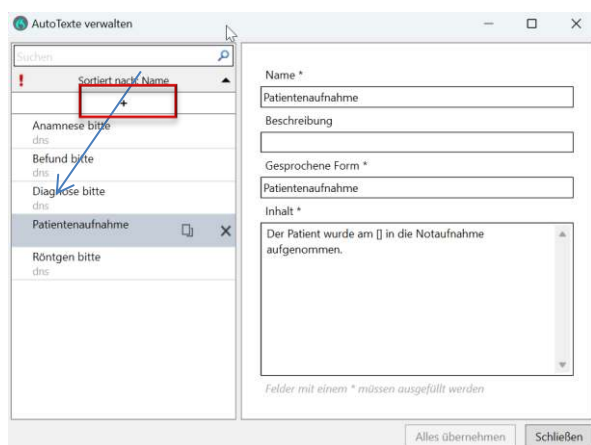 AutoTexte verwalten
Suchen
! Sortiert nach: Name
+
Anamnese bitte
dns
Befund bitte
dns
Diagnose bitte
dns
Patientenaufnahme
Röntgen bitte
dns
Name *
Patientenaufnahme
Beschreibung
Gesprochene Form *
Patientenaufnahme
Inhalt *
Der Patient wurde am [] in die Notaufnahme
aufgenommen.
Felder mit einem * müssen ausgefüllt werden
Alles übernehmen Schließen